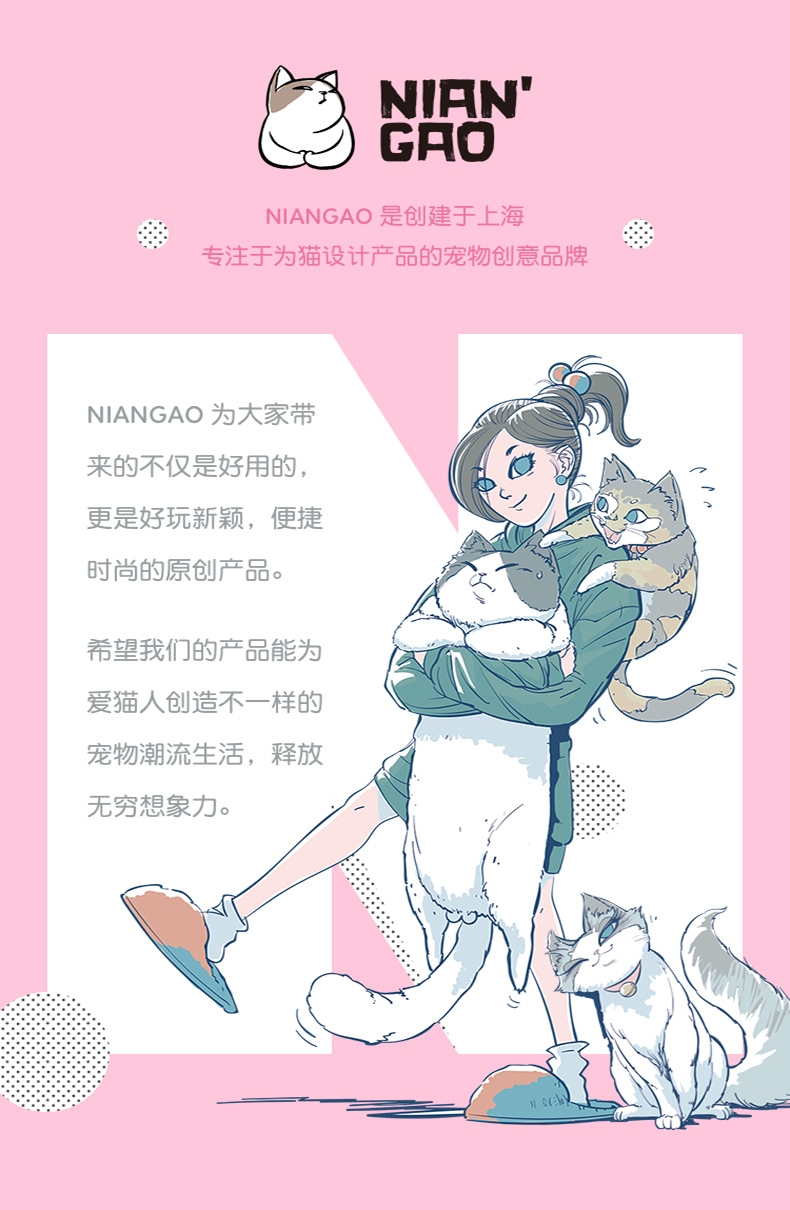 NIAN'
GAO
NIANGAO 是创建于上海
专注于为猫设计产品的宠物创意品牌
NIANGAO 为大家带
来的不仅是好用的，
更是好玩新颖，便捷
时尚的原创产品。
希望我们的产品能为
爱猫人创造不一样的
宠物潮流生活，释放
无穷想象力。